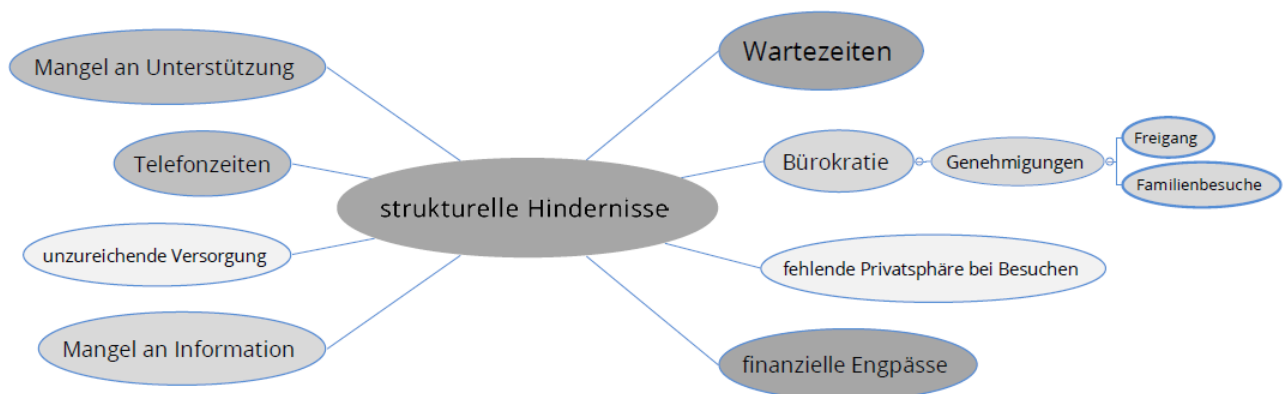 Mangel an Unterstützung
Wartezeiten
Telefonzeiten
Bürokratie
Genehmigungen
Freigang
Familienbesuche
strukturelle Hindernisse
unzureichende Versorgung
fehlende Privatsphäre bei Besuchen
Mangel an Information
finanzielle Engpässe